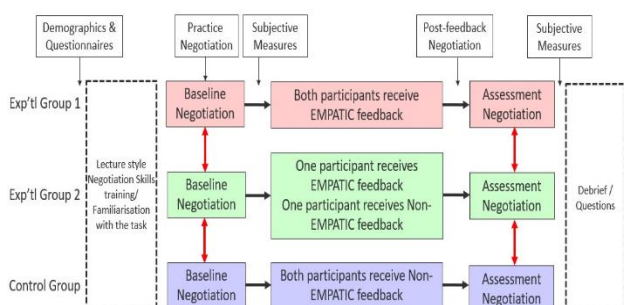 Demographics &
Questionnaires
Practice
Negotiation
Subjective
Measures
Post-feedback
Negotiation
Subjective
Measures
Exp'tl Group 1
Baseline
Negotiation
Both participants receive
EMPATIC feedback
Assessment
Negotiation
Lecture style
Negotiation Skills
training/
Familiarisation
with the task
Exp'tl Group 2
Baseline
Negotiation
One participant receives
EMPATIC feedback
One participant receives Non-
EMPATIC feedback
Assessment
Negotiation
Debrief /
Questions
Control Group
Baseline
Negotiation
Both participants receive Non-
EMPATIC feedback
Assessment
Negotiation